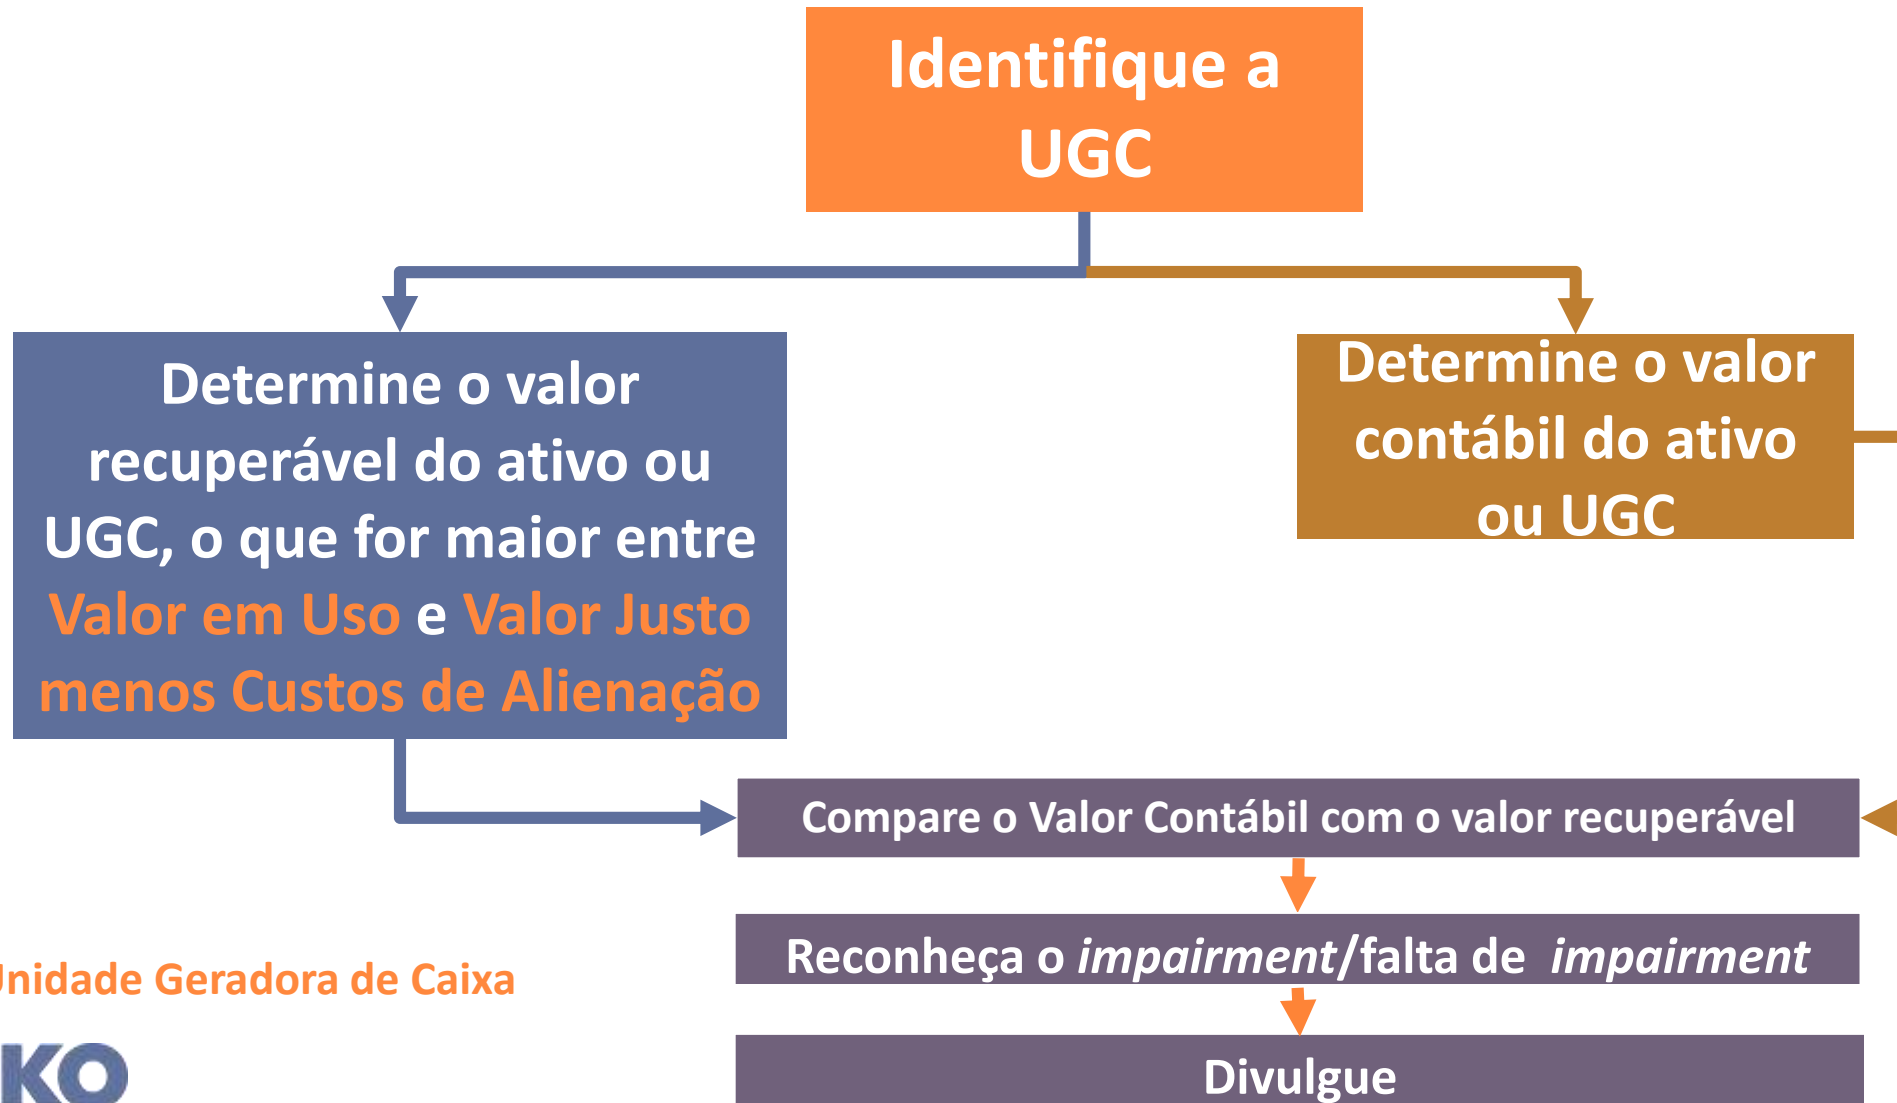 Identifique a
UGC
Determine o valor
recuperável do ativo ou
UGC, o que for maior entre
Valor em Uso e Valor Justo
menos Custos de Alienação
Determine o valor
contábil do ativo
ou UGC
Compare o Valor Contábil com o valor recuperável
Reconheça o impairment/falta de impairment
Unidade Geradora de Caixa
Divulgue
KO